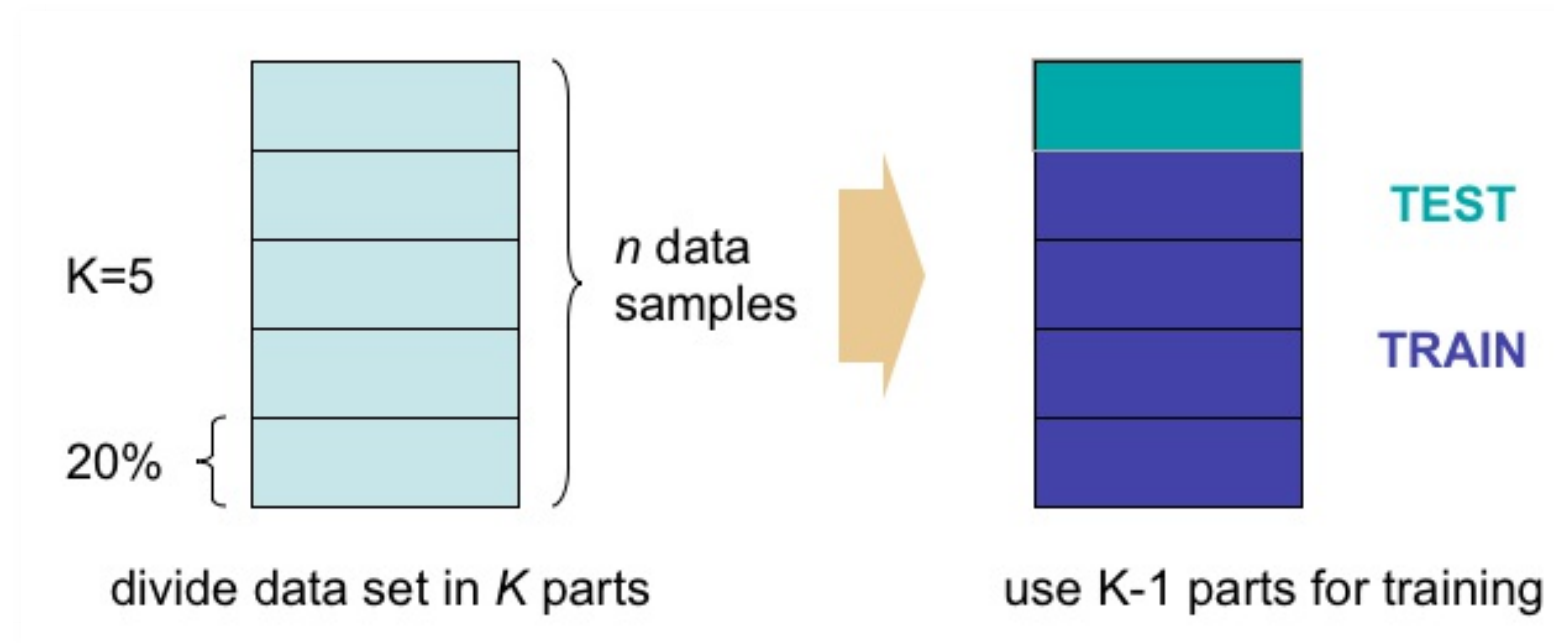 K=5
20%
n data
samples
TEST
TRAIN
divide data set in K parts
use K-1 parts for training